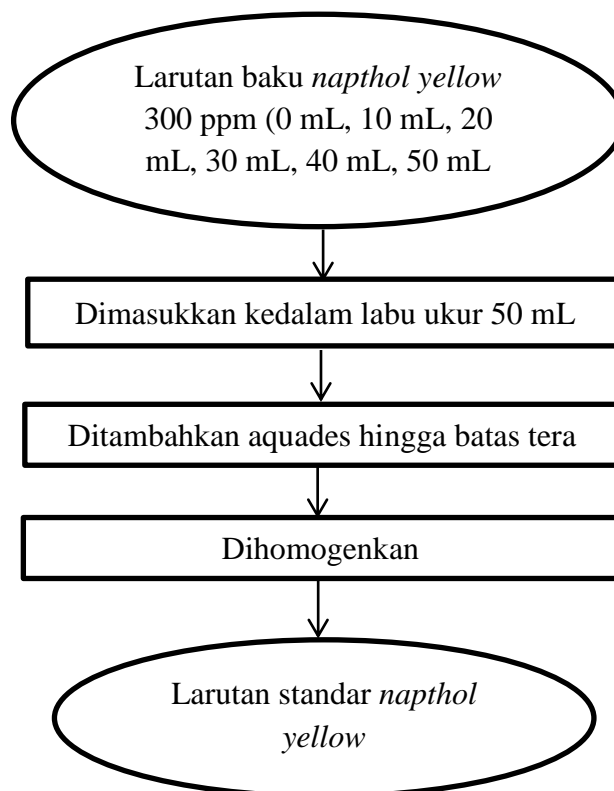 Larutan baku napthol yellow
300 ppm (0 mL, 10 mL, 20
mL, 30 mL, 40 mL, 50 mL
Dimasukkan kedalam labu ukur 50 mL
Ditambahkan aquades hingga batas tera
Dihomogenkan
Larutan standar napthol
yellow